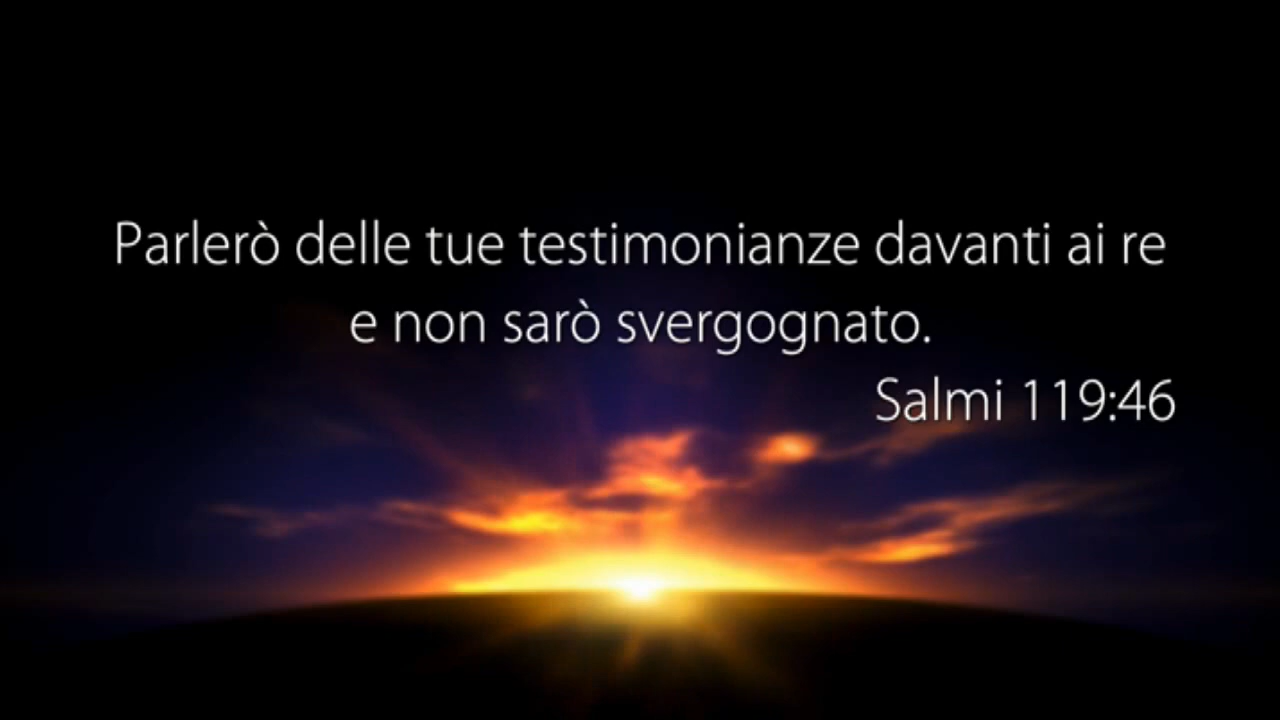 Parlerò delle tue testimonianze davanti ai re
e non sarò svergognato.
Salmi 119:46